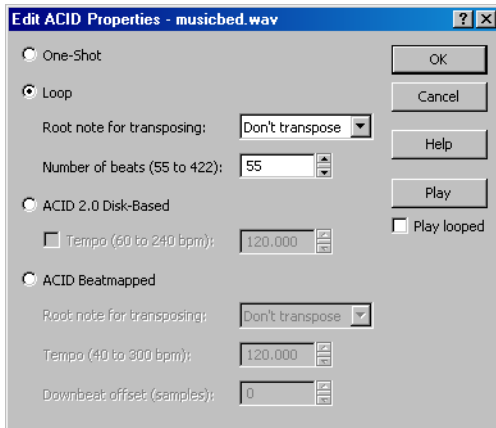 Edit ACID Properties - musicbed.wav
One-Shot
OK
Loop
Cancel
Root note for transposing: Don't transpose
Help
Number of beats (55 to 422): 55
Play
ACID 2.0 Disk-Based
Play looped
Tempo (60 to 240 bpm): 120.000
ACID Beatmapped
Root note for transposing: Don't transpose
Tempo (40 to 300 bpm): 120.000
Downbeat offset (samples): 0